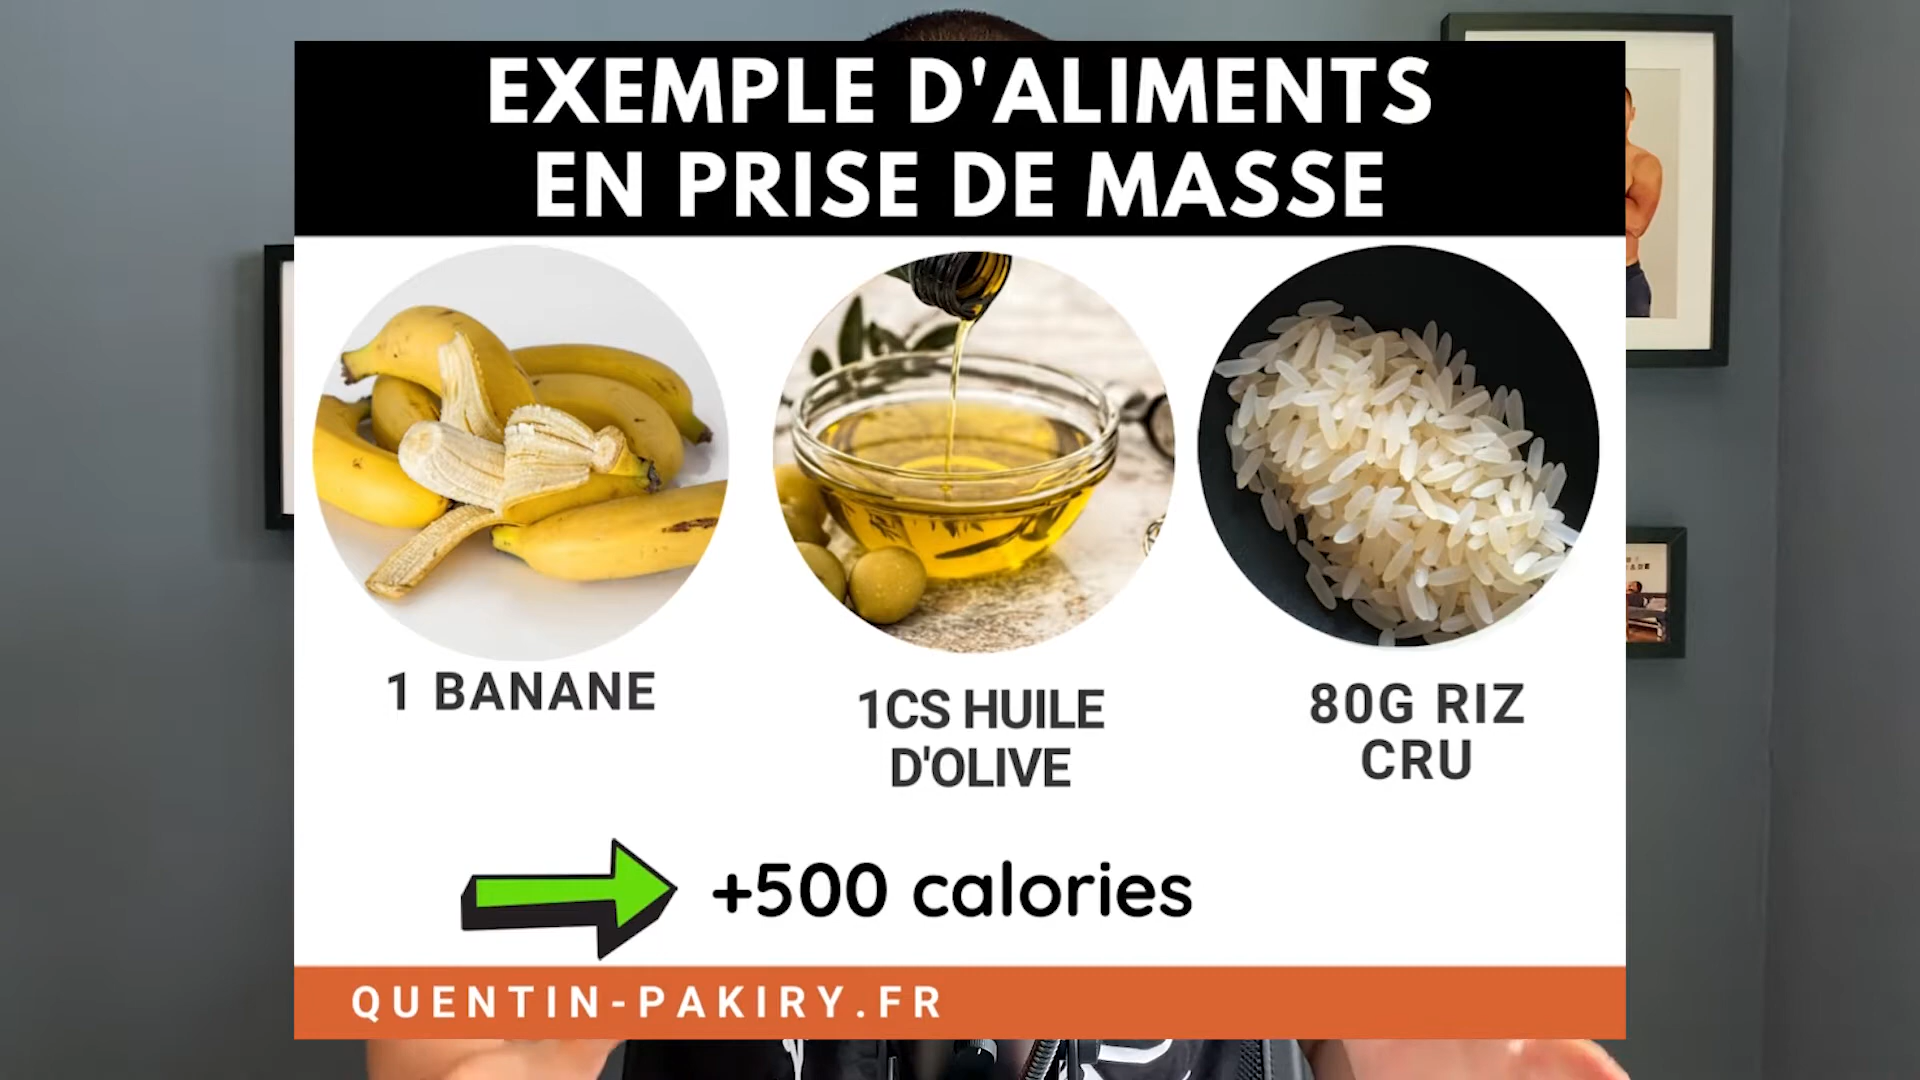 EXEMPLE D'ALIMENTS
EN PRISE DE MASSE
1 BANANE
1CS HUILE
D'OLIVE
80G RIZ
CRU
+500 calories
QUENTIN-PAKIRY.FR